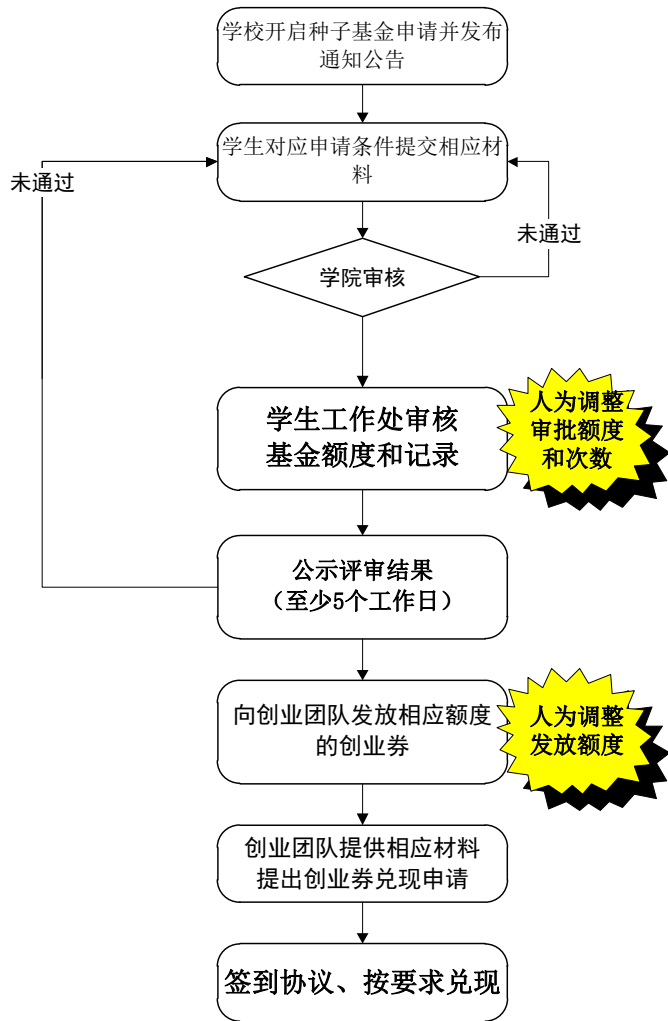 学校开启种子基金申请并发布
通知公告
学生对应申请条件提交相应材
料
未通过
未通过
学院审核
学生工作处审核
基金额度和记录
人为调整
审批额度
和次数
公示评审结果
（至少5个工作日）
向创业团队发放相应额度
的创业券
人为调整
发放额度
创业团队提供相应材料
提出创业券兑现申请
签到协议、按要求兑现